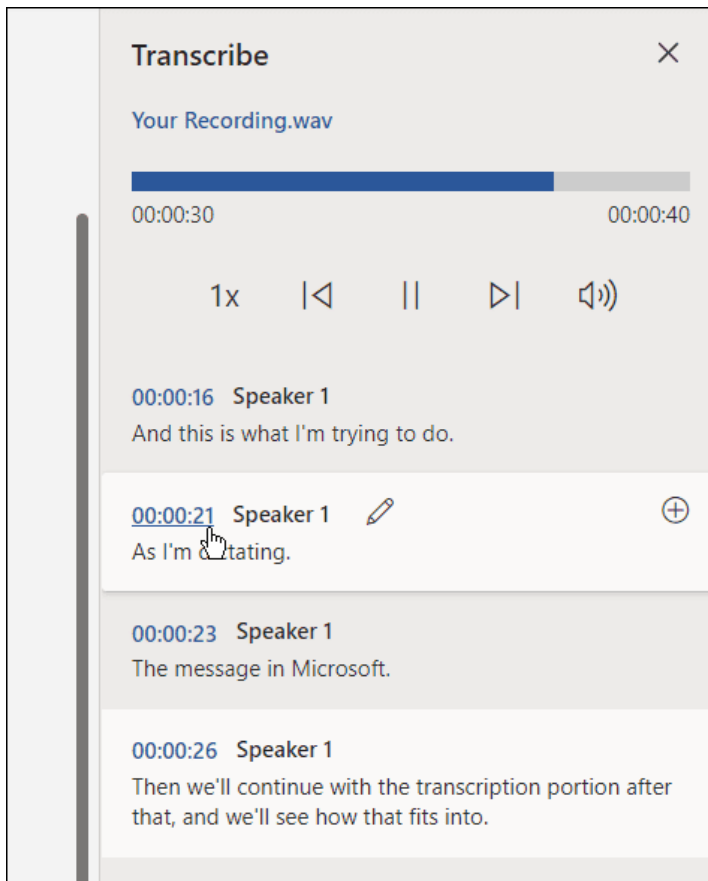 Transcribe
Your Recording.wav
00:00:30 00:00:40
1x
00:00:16 Speaker 1
And this is what I'm trying to do.
00:00:21 Speaker 1
As I'm tating.
00:00:23 Speaker 1
The message in Microsoft.
00:00:26 Speaker 1
Then we'll continue with the transcription portion after
that, and we'll see how that fits into.